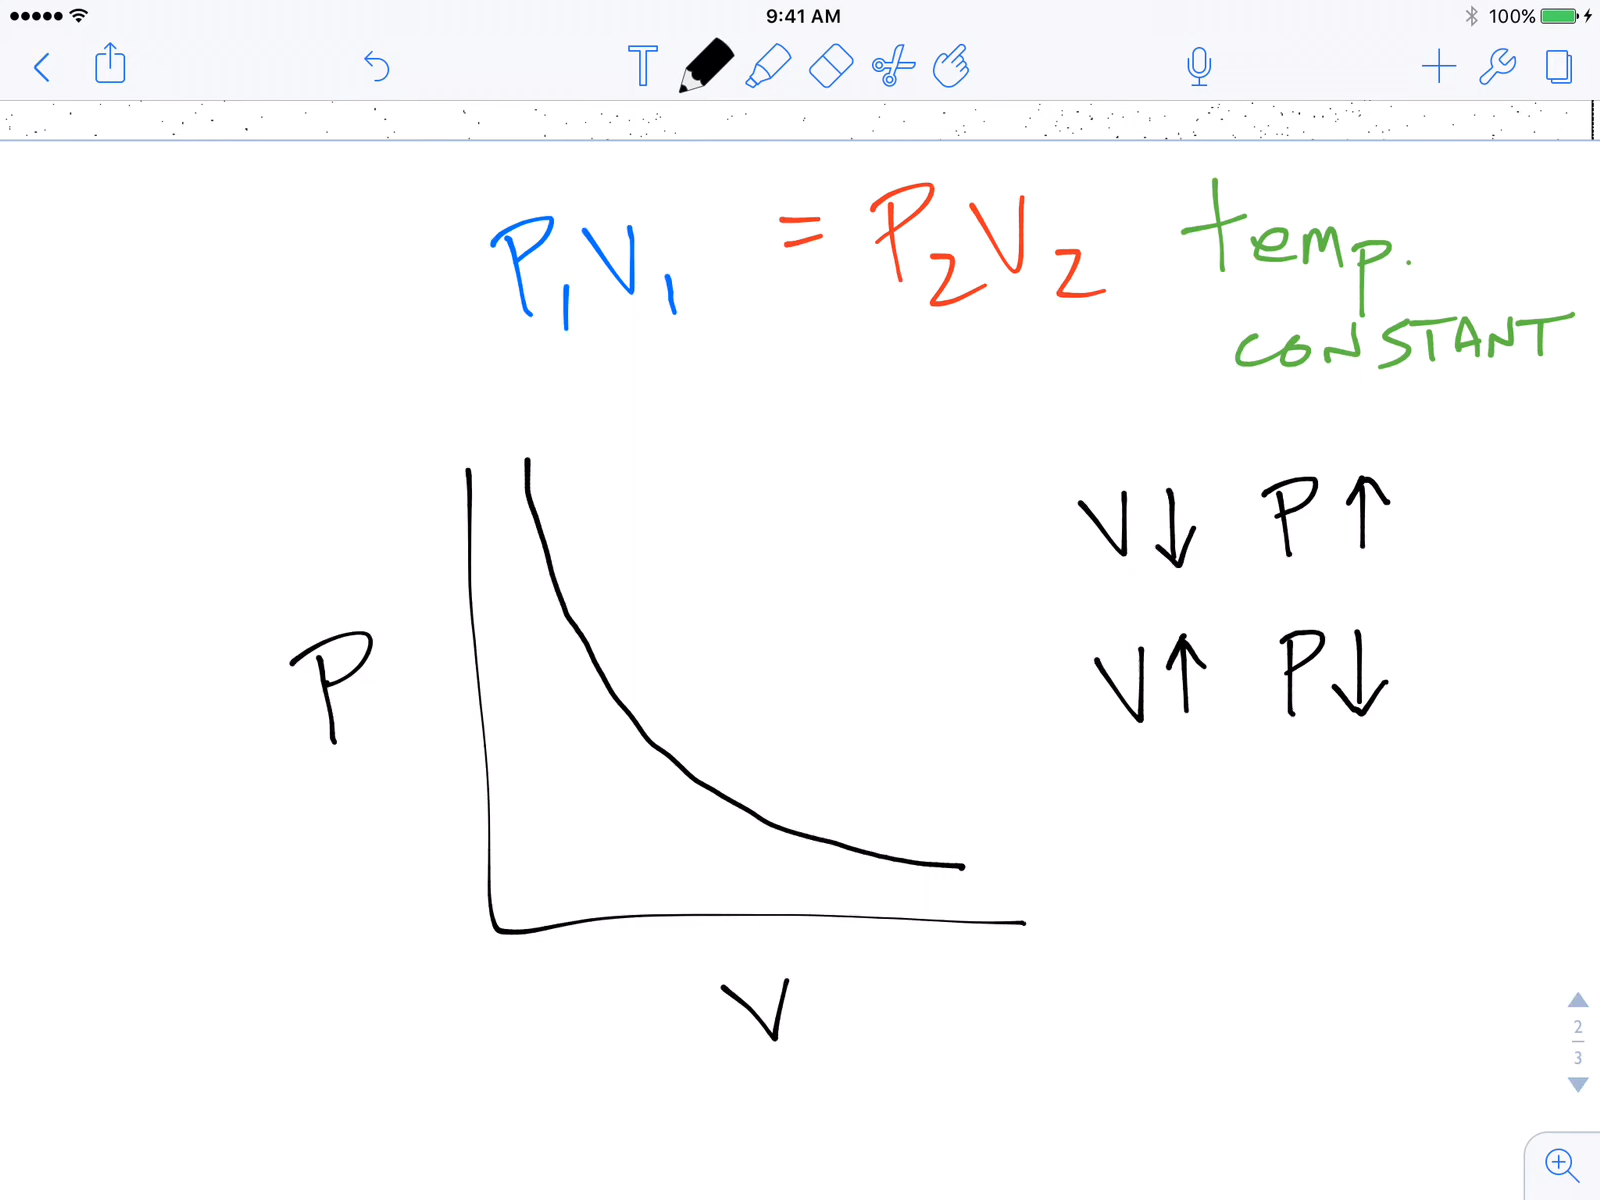 9:41 AM
100%
T
P₁V₁ = P₂V₂
temp.
CONSTANT
V↓ P↑
P
V↑ P↓
V
2
3